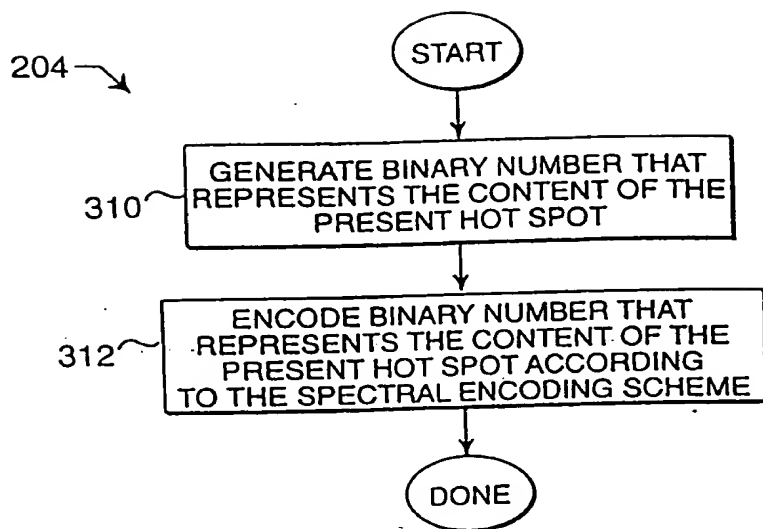 START
204
GENERATE BINARY NUMBER THAT
REPRESENTS THE CONTENT OF THE
PRESENT HOT SPOT
310
ENCODE BINARY NUMBER THAT
REPRESENTS THE CONTENT OF THE
PRESENT HOT SPOT ACCORDING
TO THE SPECTRAL ENCODING SCHEME
312
DONE